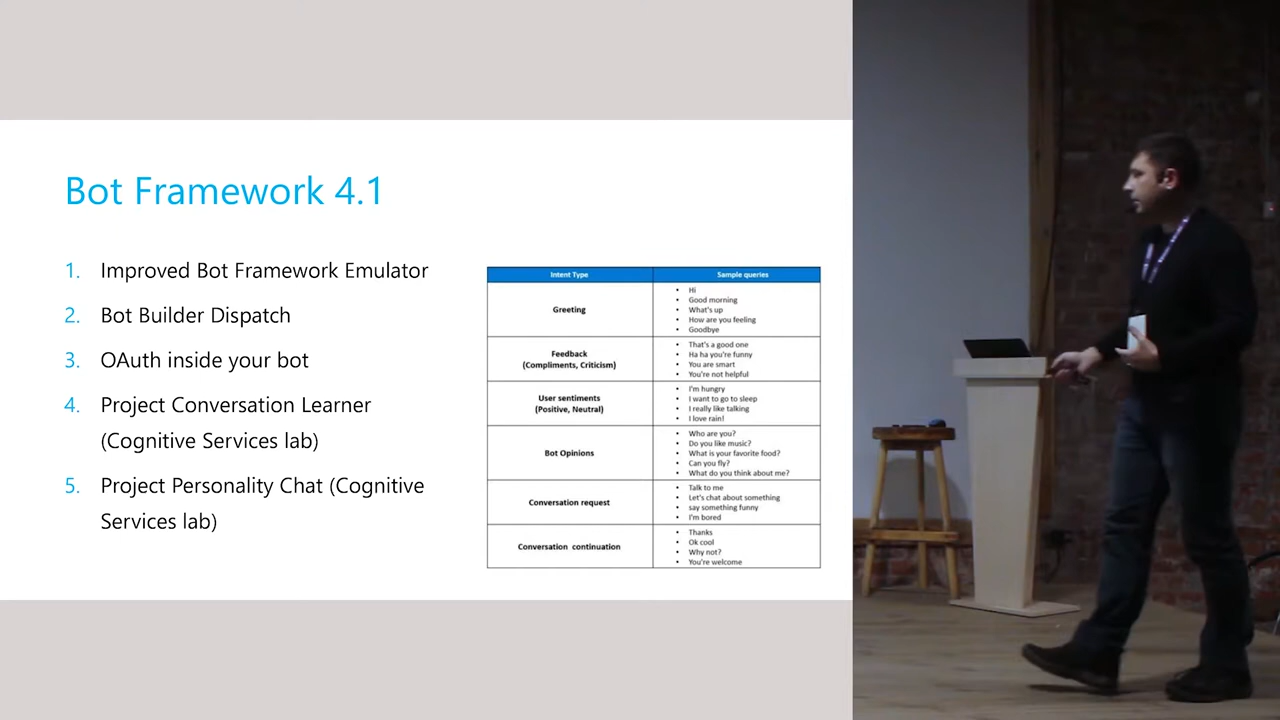 Bot Framework 4.1
1. Improved Bot Framework Emulator
2. Bot Builder Dispatch
3. OAuth inside your bot
4. Project Conversation Learner
(Cognitive Services lab)
5. Project Personality Chat (Cognitive
Services lab)
Intent Type Sample queries
Greeting
• Hi
• Good morning
• What's up
• How are you feeling
• Goodbye
Feedback
(Compliments, Criticism)
• That's a good one
• Ha ha you're funny
• You are smart
• You're not helpful
User sentiments
(Positive, Neutral)
• I'm hungry
• I want to go to sleep
• I really like talking
• I love rain!
Bot Opinions
• Who are you?
• Do you like music?
• What is your favorite food?
• Can you fly?
• What do you think about me?
Conversation request
• Talk to me
• Let's chat about something
• say something funny
• I'm bored
Conversation continuation
• Thanks
• Ok cool
• Why not?
• You're welcome